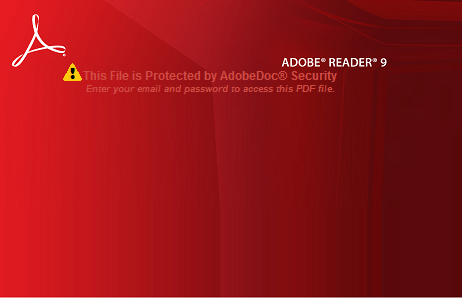 ADOBE® READER® 9
This File is Protected by AdobeDoc® Security
Enter your email and password to access this PDF file.